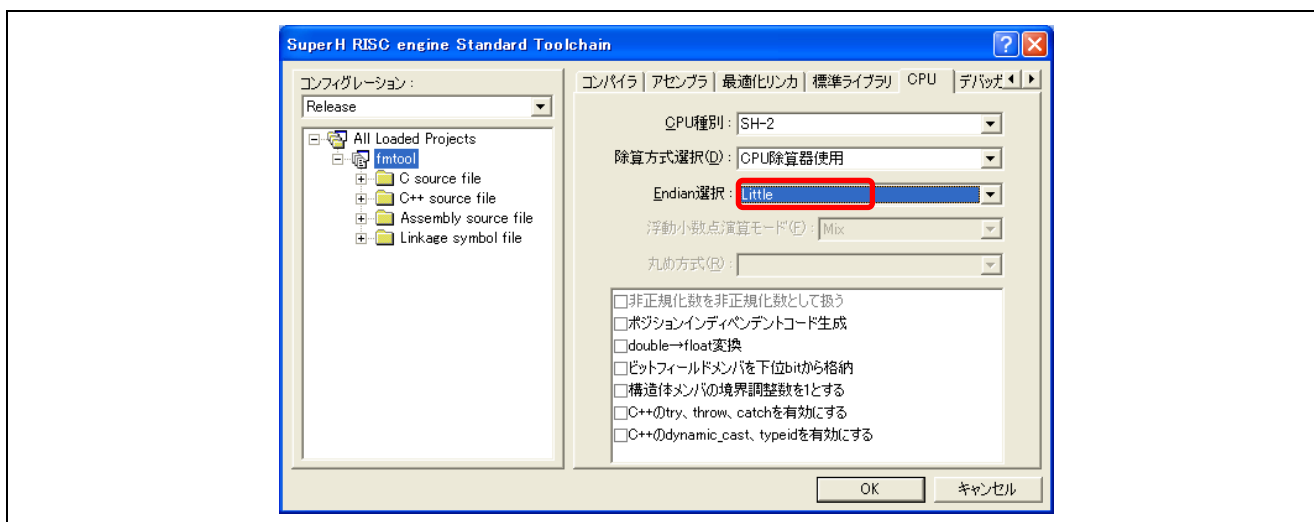 SuperH RISC engine Standard Toolchain
コンフィグレーション :
Release
All Loaded Projects
fmtool
C source file
C++ source file
Assembly source file
Linkage symbol file
コンパイラ アセンブラ 最適化リンカ 標準ライブラリ CPU デバッガ
CPU種別 : SH-2
除算方式選択(D) : CPU除算器使用
Endian選択 : Little
浮動小数点演算モード(F) : Mix
丸め方式(R) :
非正規化数を非正規化数として扱う
ポジションインディペンデントコード生成
double→float変換
ビットフィールドメンバを下位bitから格納
構造体メンバの境界調整数を1とする
C++のtry、throw、catchを有効にする
C++のdynamic_cast、typeidを有効にする
OK キャンセル